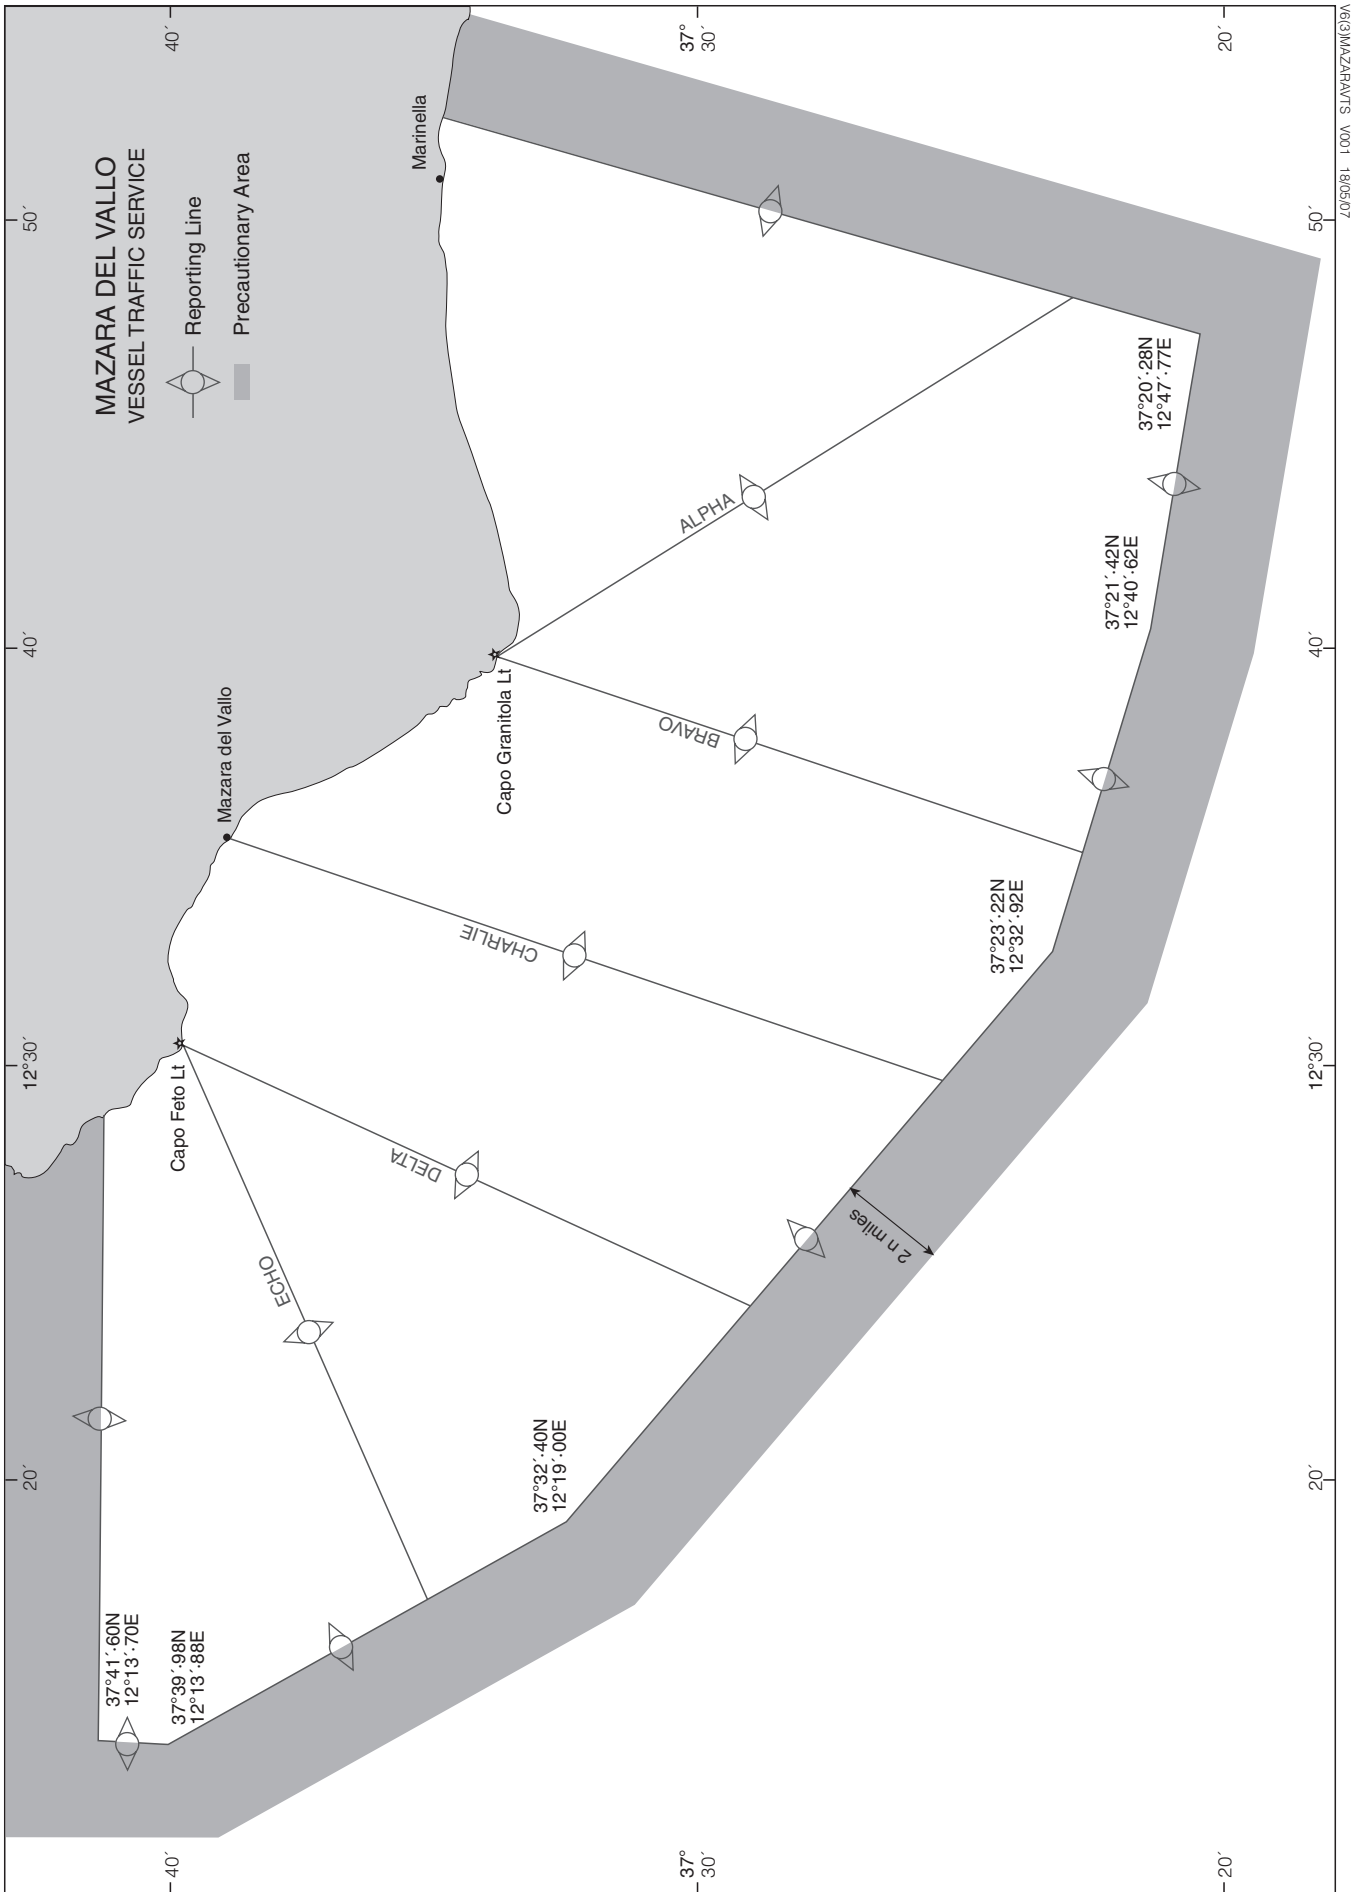 MAZARA DEL VALLO
VESSEL TRAFFIC SERVICE
Reporting Line
Precautionary Area
40´
37°
30´
20´
V6(3)MAZARAVTS V001 18/05/07
50´
50´
Marinella
40´
40´
12°30´
12°30´
20´
20´
Mazara del Vallo
Capo Granitola Lt
Capo Feto Lt
ALPHA
BRAVO
CHARLIE
DELTA
ECHO
2 n miles
37°41´·60N
12°13´·70E
37°39´·98N
12°13´·88E
37°32´·40N
12°19´·00E
37°23´·22N
12°32´·92E
37°21´·42N
12°40´·62E
37°20´·28N
12°47´·77E
40´
37°
30´
20´